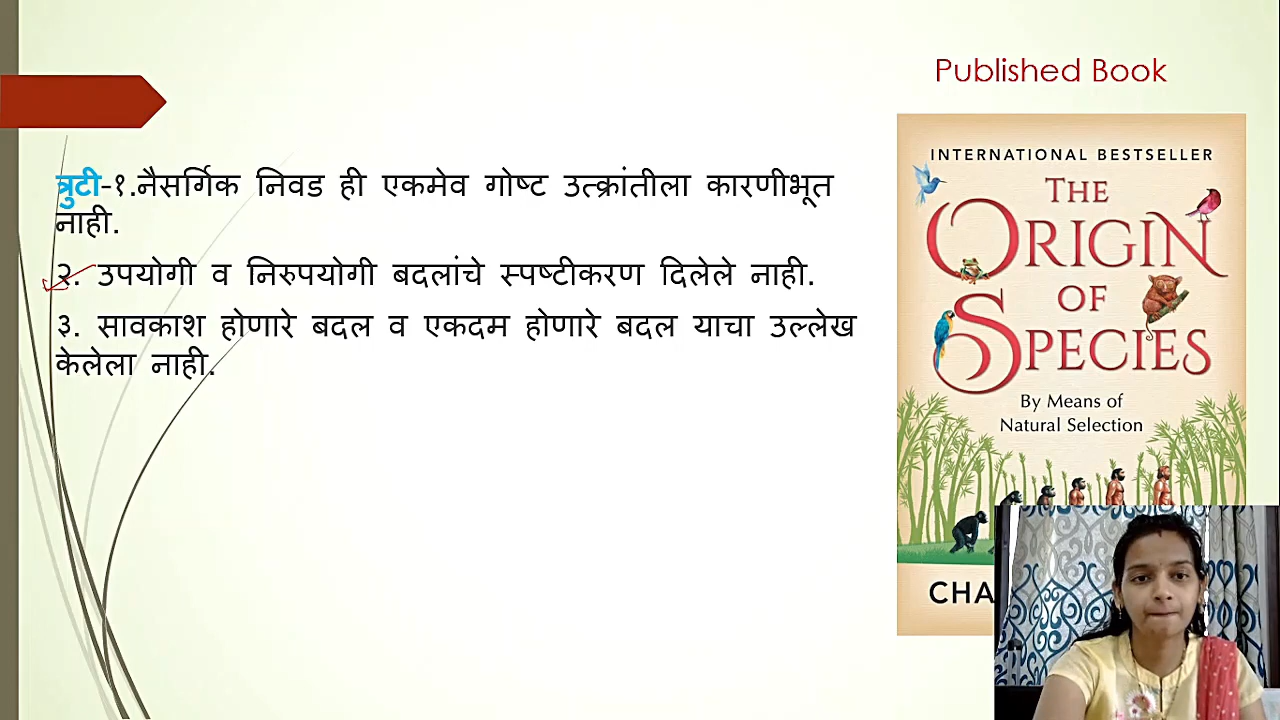 Published Book
त्रुटी-१.नैसर्गिक निवड ही एकमेव गोष्ट उत्क्रांतीला कारणीभूत
नाही.
२. उपयोगी व निरुपयोगी बदलांचे स्पष्टीकरण दिलेले नाही.
३. सावकाश होणारे बदल व एकदम होणारे बदल याचा उल्लेख
केलेला नाही.
INTERNATIONAL BESTSELLER
THE
ORIGIN
OF
SPECIES
By Means of
Natural Selection
CHA